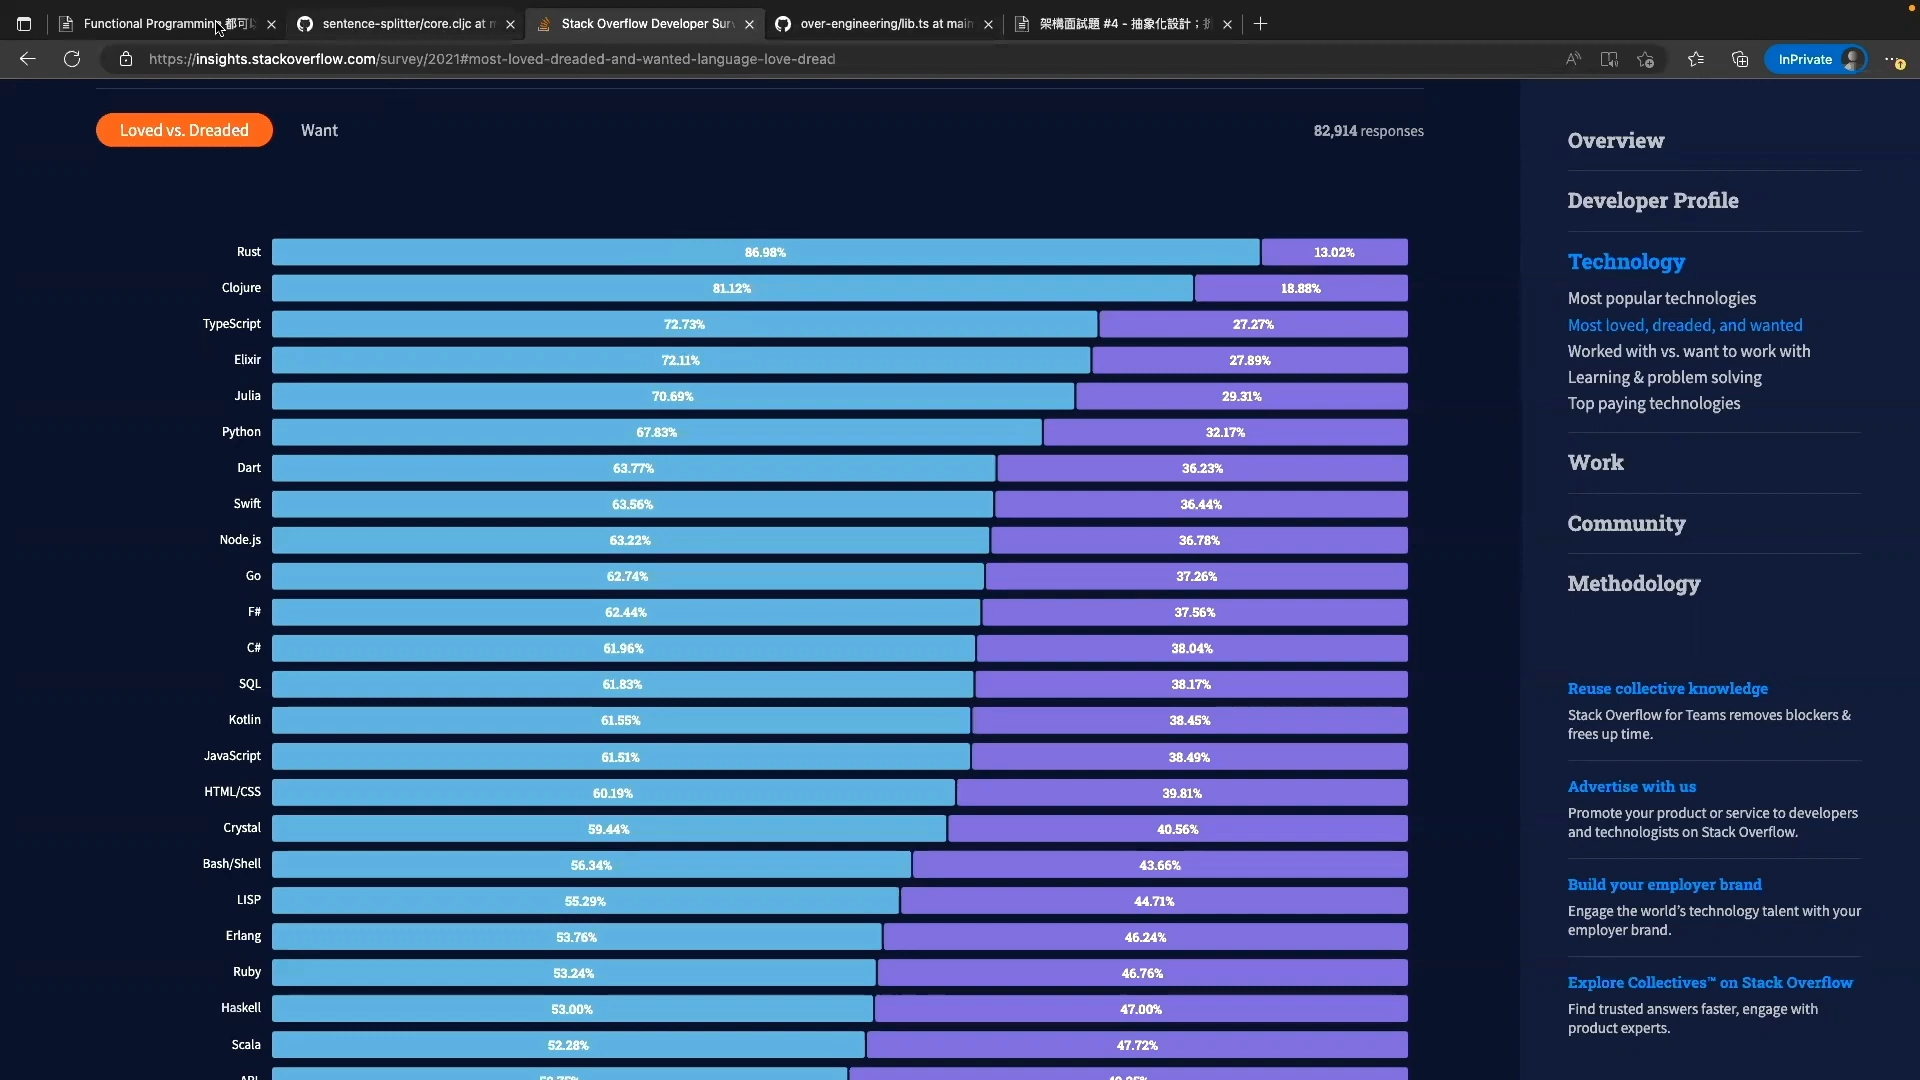 Functional Programming 都可以
sentence-splitter/core.cljc at m
Stack Overflow Developer Sur
over-engineering/lib.ts at main
架構面試題 #4 - 抽象化設計；
https://insights.stackoverflow.com/survey/2021#most-loved-dreaded-and-wanted-language-love-dread
InPrivate
Loved vs. Dreaded
Want
82,914 responses
Rust 86.98% 13.02%
Clojure 81.12% 18.88%
TypeScript 72.73% 27.27%
Elixir 72.11% 27.89%
Julia 70.69% 29.31%
Python 67.83% 32.17%
Dart 63.77% 36.23%
Swift 63.56% 36.44%
Node.js 63.22% 36.78%
Go 62.74% 37.26%
F# 62.44% 37.56%
C# 61.96% 38.04%
SQL 61.83% 38.17%
Kotlin 61.55% 38.45%
JavaScript 61.51% 38.49%
HTML/CSS 60.19% 39.81%
Crystal 59.44% 40.56%
Bash/Shell 56.34% 43.66%
LISP 55.29% 44.71%
Erlang 53.76% 46.24%
Ruby 53.24% 46.76%
Haskell 53.00% 47.00%
Scala 52.28% 47.72%
Overview
Developer Profile
Technology
Most popular technologies
Most loved, dreaded, and wanted
Worked with vs. want to work with
Learning & problem solving
Top paying technologies
Work
Community
Methodology
Reuse collective knowledge
Stack Overflow for Teams removes blockers &
frees up time.
Advertise with us
Promote your product or service to developers
and technologists on Stack Overflow.
Build your employer brand
Engage the world's technology talent with your
employer brand.
Explore Collectives™ on Stack Overflow
Find trusted answers faster, engage with
product experts.